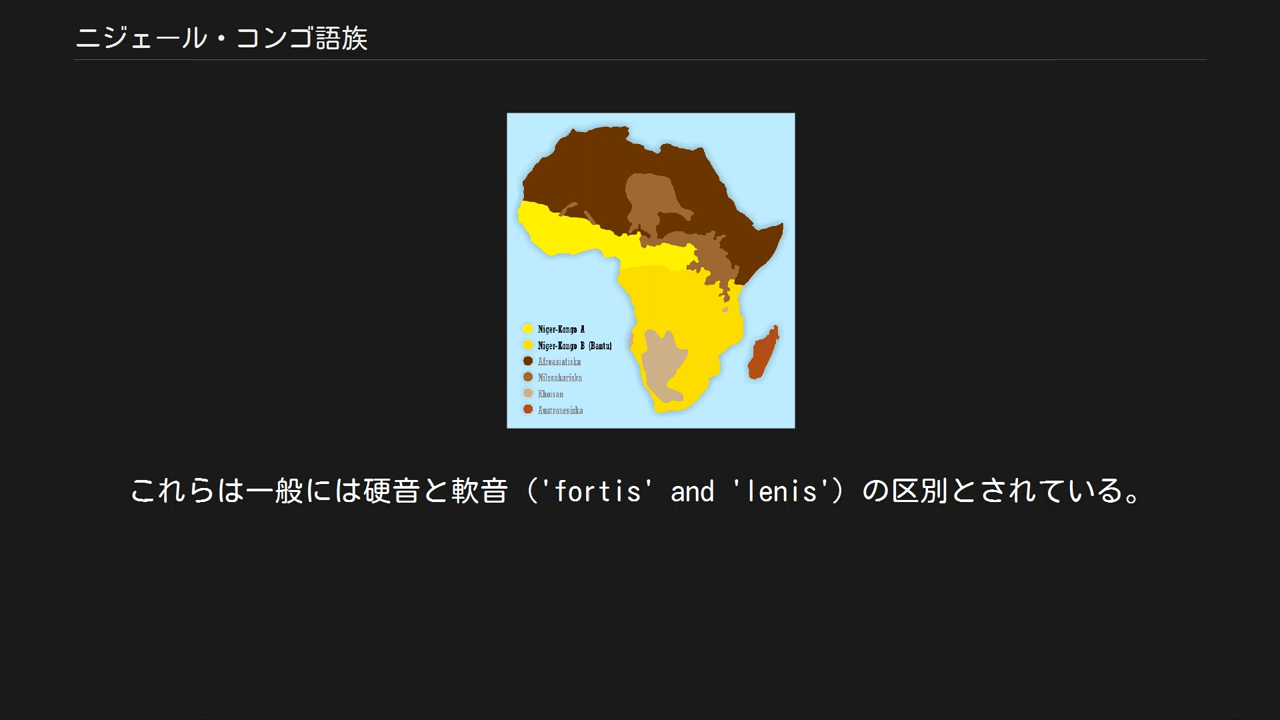 ニジェール・コンゴ語族
Niger-Kongo A
Niger-Kongo B (Bantu)
Afroasiatiska
Nilosahariska
Khoisan
Austronesiska
これらは一般には硬音と軟音（'fortis' and 'lenis'）の区別とされている。